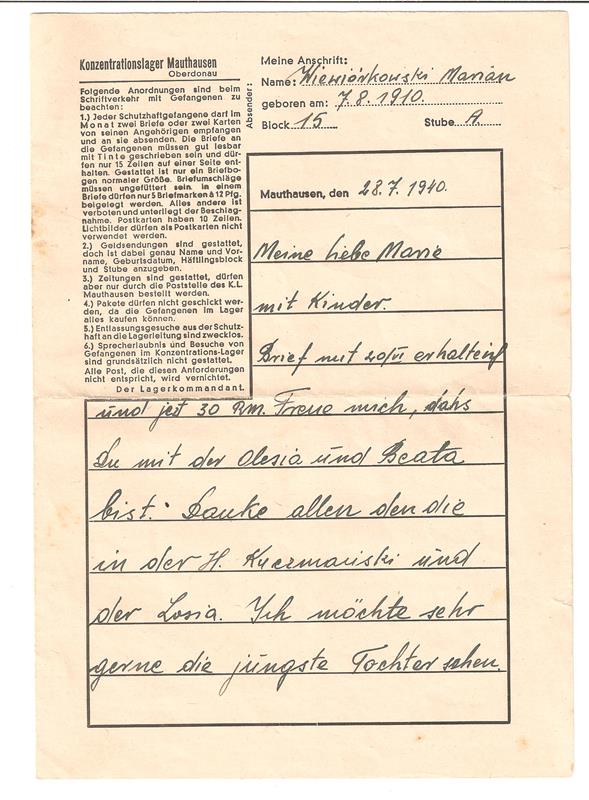 Konzentrationslager Mauthausen
Oberdonau
Folgende Anordnungen sind beim
Schriftverkehr mit Gefangenen zu
beachten:
1.) Jeder Schutzhaftgefangene darf im
Monat zwei Briefe oder zwei Karten
von seinen Angehörigen empfangen
und an sie absenden. Die Briefe an
die Gefangenen müssen gut lesbar
mit Tinte geschrieben sein und dür-
fen nur 15 Zeilen auf einer Seite ent-
halten. Gestattet ist nur ein Briefbo-
gen normaler Größe. Briefumschläge
müssen ungefüttert sein. In einem
Briefe dürfen nur 5 Briefmarken à 12 Pfg.
beigelegt werden. Alles andere ist
verboten und unterliegt der Beschlag-
nahme. Postkarten haben 10 Zeilen.
Lichtbilder dürfen als Postkarten nicht
verwendet werden.
2.) Geldsendungen sind gestattet,
doch ist dabei genau Name und Vor-
name, Geburtsdatum, Häftlingsblock
und Stube anzugeben.
3.) Zeitungen sind gestattet, dürfen
aber nur durch die Poststelle des K.L.
Mauthausen bestellt werden.
4.) Pakete dürfen nicht geschickt wer-
den, da die Gefangenen im Lager
alles kaufen können.
5.) Entlassungsgesuche aus der Schutz-
haft an die Lagerleitung sind zwecklos.
6.) Sprecherlaubnis und Besuche von
Gefangenen im Konzentrations-Lager
sind grundsätzlich nicht gestattet.
Alle Post, die diesen Anforderungen
nicht entspricht, wird vernichtet.
Der Lagerkommandant.
Absender:
Meine Anschrift:
Name: Wiewiórkowski Marian
geboren am: 7.8.1910.
Block 15 Stube A.
Mauthausen, den 28.7.1940.
Meine Liebe Marie
mit Kinder.
Brief mit 20/VI erhalten
und 30 Rm. Freue mich, dahs
Du mit der Olesia und Beata
bist. Danke allen den die
in der H. und
der Losia. Ich möchte sehr
gerne die jüngste Tochter sehen.